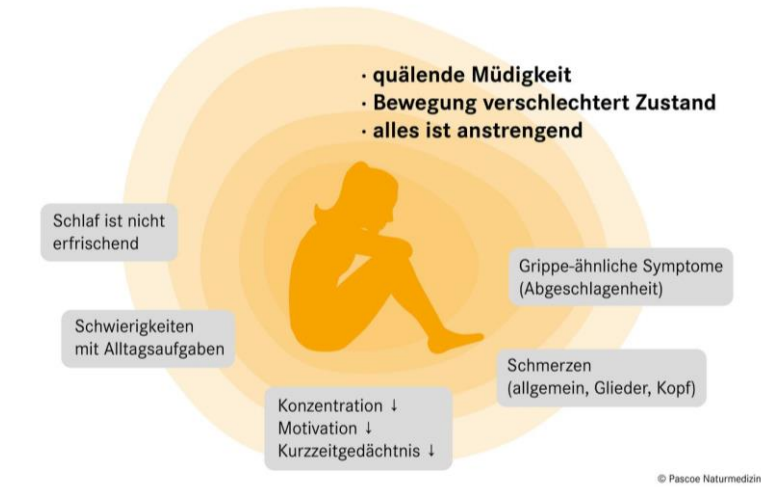 · quälende Müdigkeit
· Bewegung verschlechtert Zustand
· alles ist anstrengend
Schlaf ist nicht
erfrischend
Grippe-ähnliche Symptome
(Abgeschlagenheit)
Schwierigkeiten
mit Alltagsaufgaben
Schmerzen
(allgemein, Glieder, Kopf)
Konzentration ↓
Motivation ↓
Kurzzeitgedächtnis ↓
© Pascoe Naturmedizin